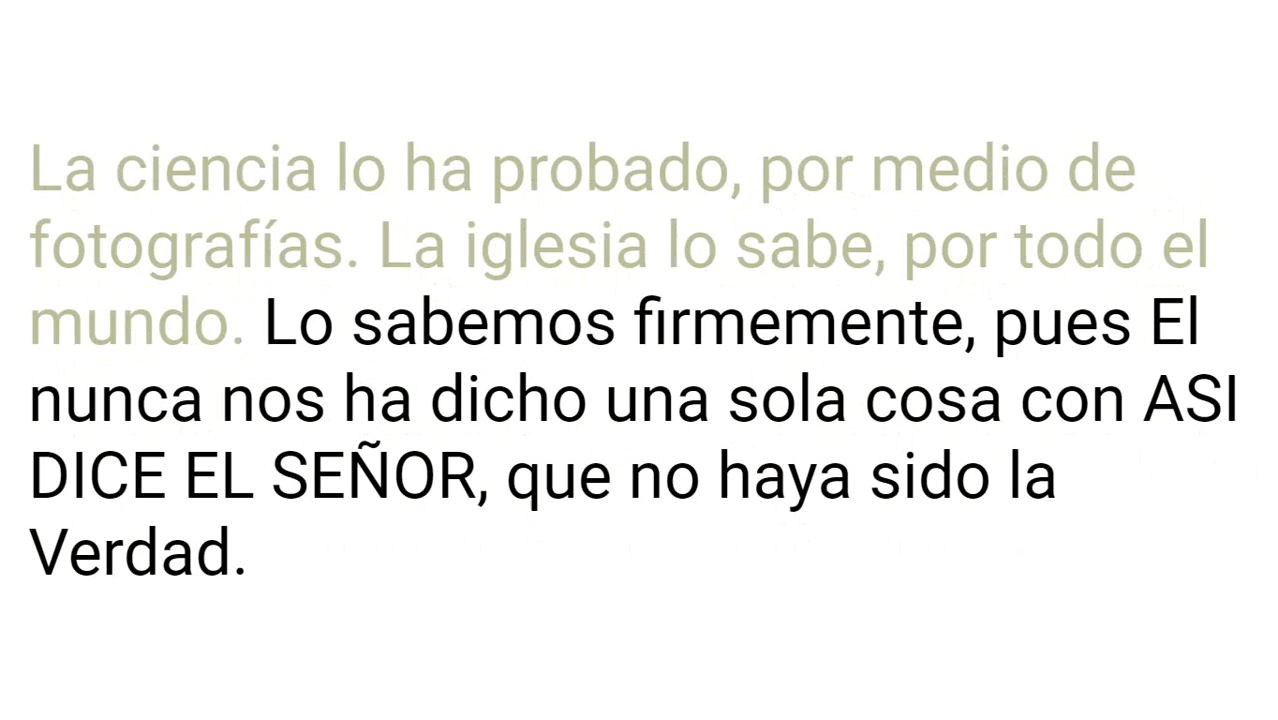 La ciencia lo ha probado, por medio de
fotografías. La iglesia lo sabe, por todo el
mundo. Lo sabemos firmemente, pues El
nunca nos ha dicho una sola cosa con ASI
DICE EL SEÑOR, que no haya sido la
Verdad.